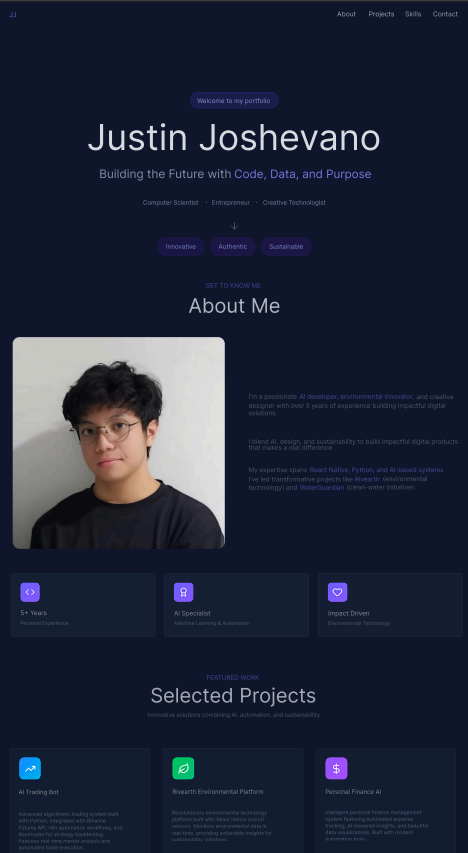 JJ
About Projects Skills Contact
Welcome to my portfolio
Justin Joshevano
Building the Future with Code, Data, and Purpose
Computer Scientist · Entrepreneur · Creative Technologist
Innovative Authentic Sustainable
GET TO KNOW ME
About Me
I'm a passionate AI developer, environmental innovator, and creative
designer with over 5 years of experience building impactful digital
solutions.
I blend AI, design, and sustainability to build impactful digital products
that makes a real difference
My expertise spans React Native, Python, and AI-based systems
I've led transformative projects like Rivearth (environmental
technology) and WaterGuardian (clean-water initiative).
5+ Years
Personal Experience
AI Specialist
Machine Learning & Automation
Impact Driven
Environmental Technology
FEATURED WORK
Selected Projects
Innovative solutions combining AI, automation, and sustainability
AI Trading Bot
Advanced algorithmic trading system built
with Python, integrated with Binance
Futures API, n8n automation workflows, and
Backtrader for strategy backtesting.
Features real-time market analysis and
automated trade execution.
Rivearth Environmental Platform
Revolutionary environmental technology
platform built with React Native and IoT
sensors. Monitors environmental data in
real-time, providing actionable insights for
sustainability initiatives.
Personal Finance AI
Intelligent personal finance management
system featuring automated expense
tracking, AI-powered insights, and beautiful
data visualizations. Built with modern
automation tools.